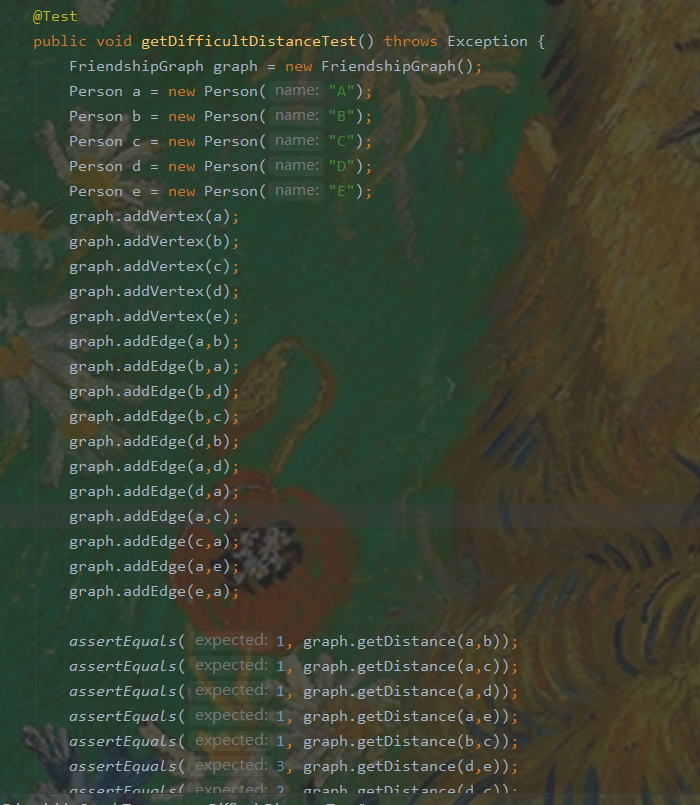 @Test
public void getDifficultDistanceTest() throws Exception {
FriendshipGraph graph = new FriendshipGraph();
Person a = new Person( name: "A");
Person b = new Person( name: "B");
Person c = new Person( name: "C");
Person d = new Person( name: "D");
Person e = new Person( name: "E");
graph.addVertex(a);
graph.addVertex(b);
graph.addVertex(c);
graph.addVertex(d);
graph.addVertex(e);
graph.addEdge(a,b);
graph.addEdge(b,a);
graph.addEdge(b,d);
graph.addEdge(b,c);
graph.addEdge(d,b);
graph.addEdge(a,d);
graph.addEdge(d,a);
graph.addEdge(a,c);
graph.addEdge(c,a);
graph.addEdge(a,e);
graph.addEdge(e,a);
assertEquals( expected: 1, graph.getDistance(a,b));
assertEquals( expected: 1, graph.getDistance(a,c));
assertEquals( expected: 1, graph.getDistance(a,d));
assertEquals( expected: 1, graph.getDistance(a,e));
assertEquals( expected: 1, graph.getDistance(b,c));
assertEquals( expected: 3, graph.getDistance(d,e));
assertEquals( expected: 2, graph.getDistance(d,c));